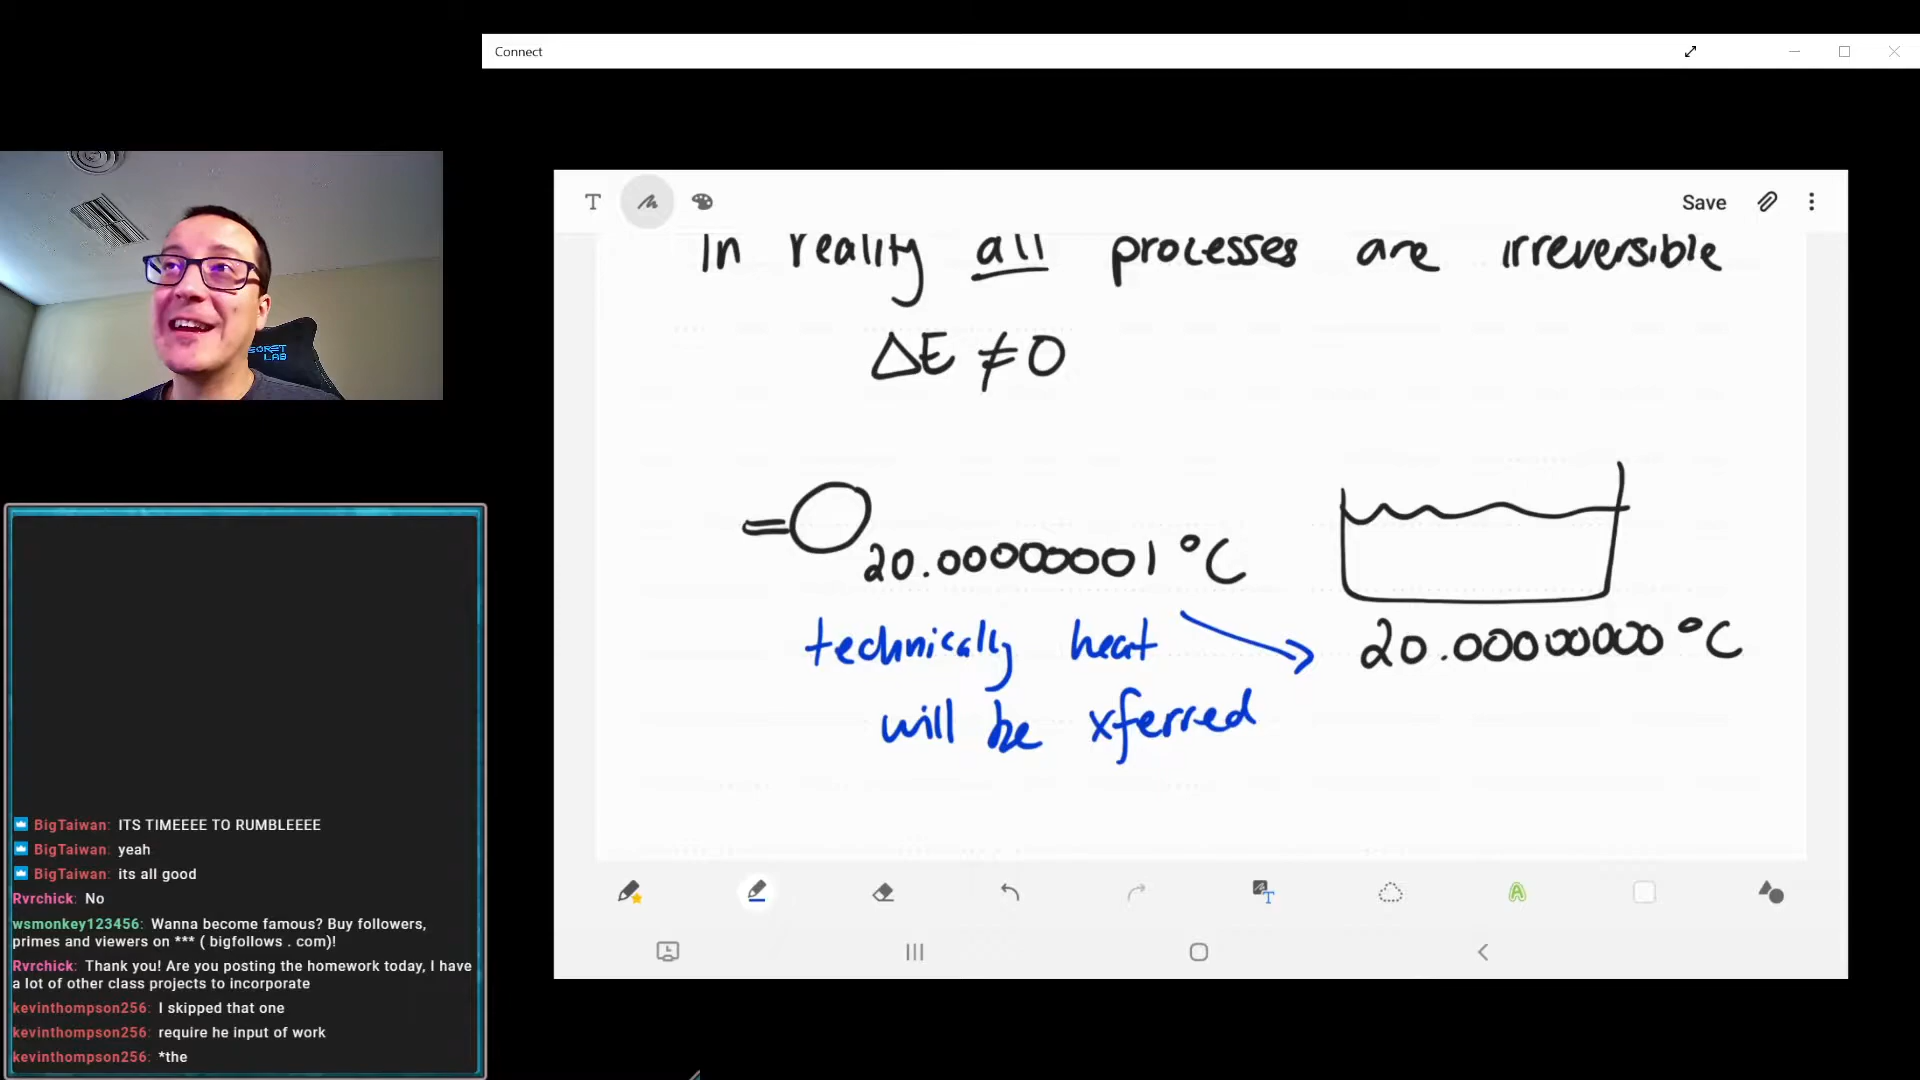 Connect
T
Save
In reality all processes are irreversible
ΔE ≠ 0
20.00000001 °C
technically heat
20.00000000 °C
will be xferred
SECRET
LAB
BigTaiwan: ITS TIMEEEE TO RUMBLEEEE
BigTaiwan: yeah
BigTaiwan: its all good
Rvrchick: No
wsmonkey123456: Wanna become famous? Buy followers,
primes and viewers on *** ( bigfollows . com)!
Rvrchick: Thank you! Are you posting the homework today, I have
a lot of other class projects to incorporate
kevinthompson256: I skipped that one
kevinthompson256: require he input of work
kevinthompson256: *the
T
A